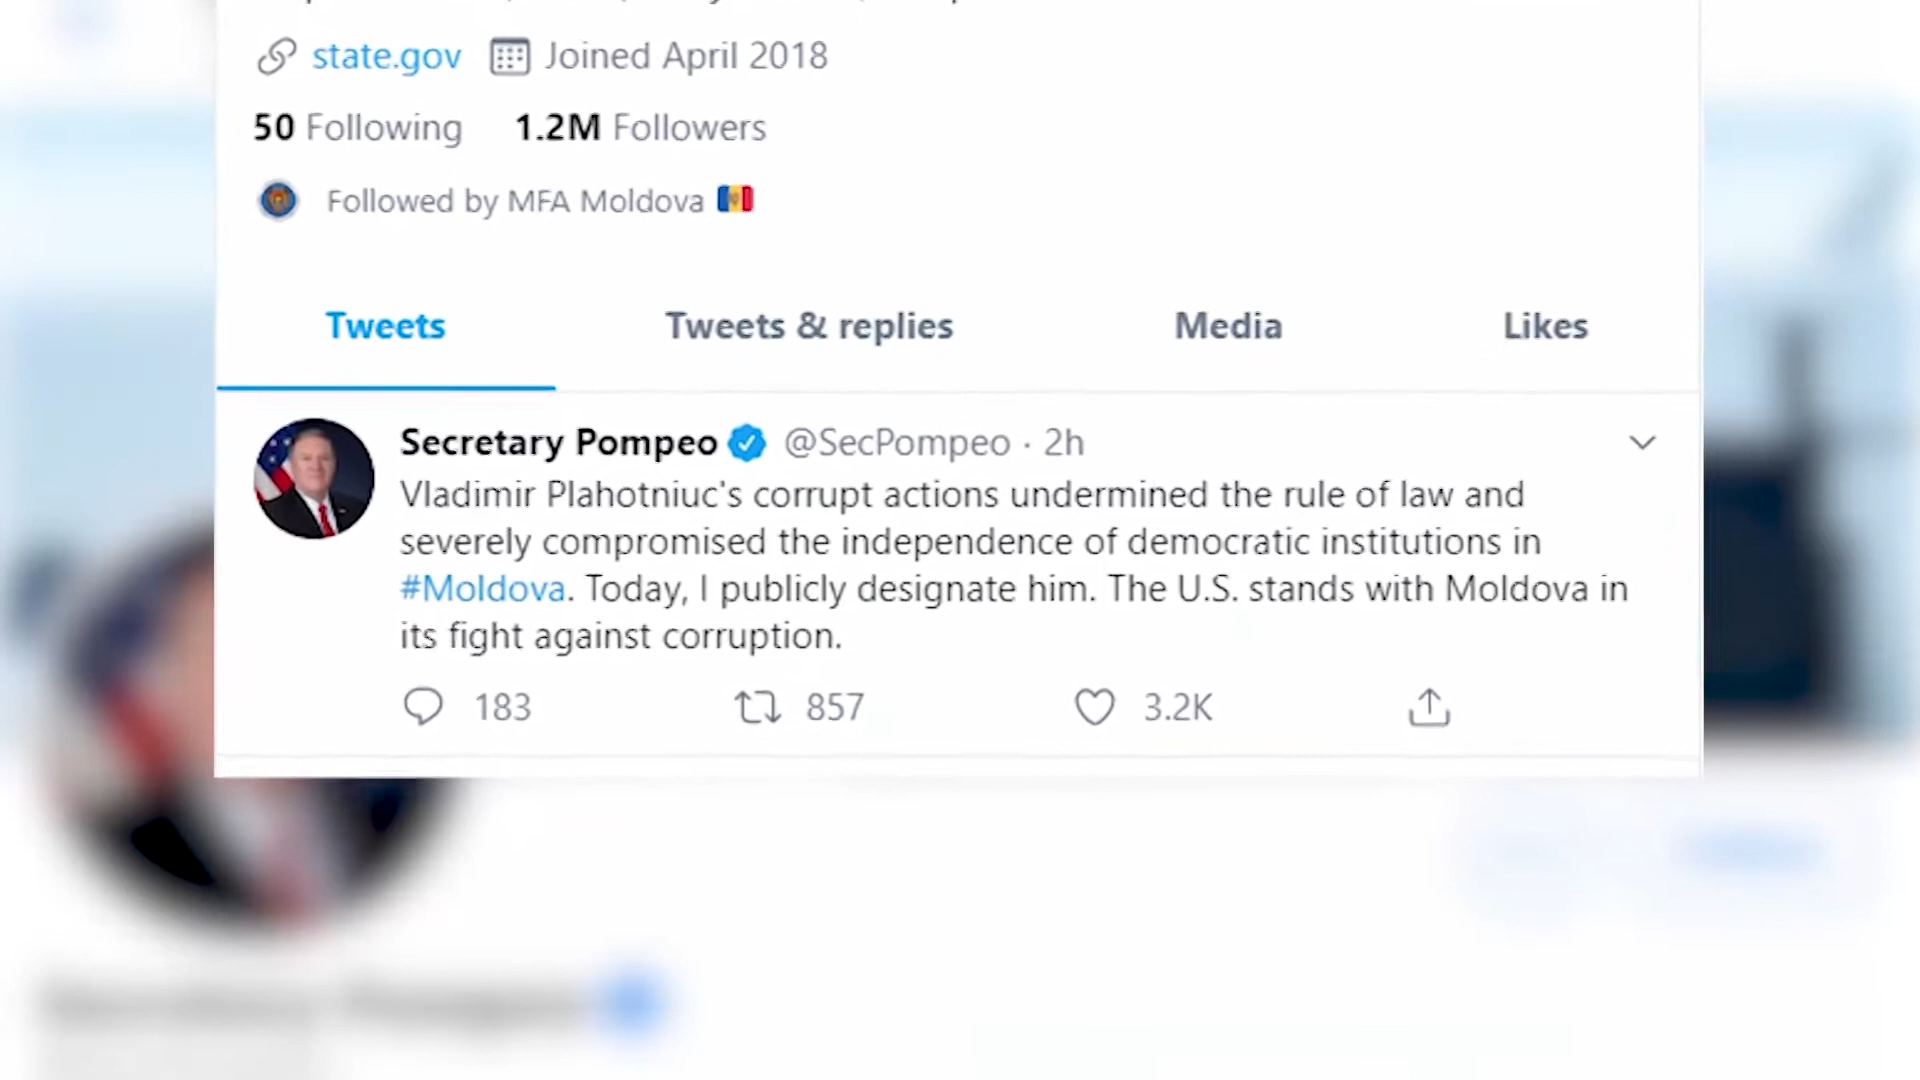 state.gov Joined April 2018
50 Following 1.2M Followers
Followed by MFA Moldova
Tweets Tweets & replies Media Likes
Secretary Pompeo @SecPompeo · 2h
Vladimir Plahotniuc's corrupt actions undermined the rule of law and
severely compromised the independence of democratic institutions in
#Moldova. Today, I publicly designate him. The U.S. stands with Moldova in
its fight against corruption.
183 857 3.2K